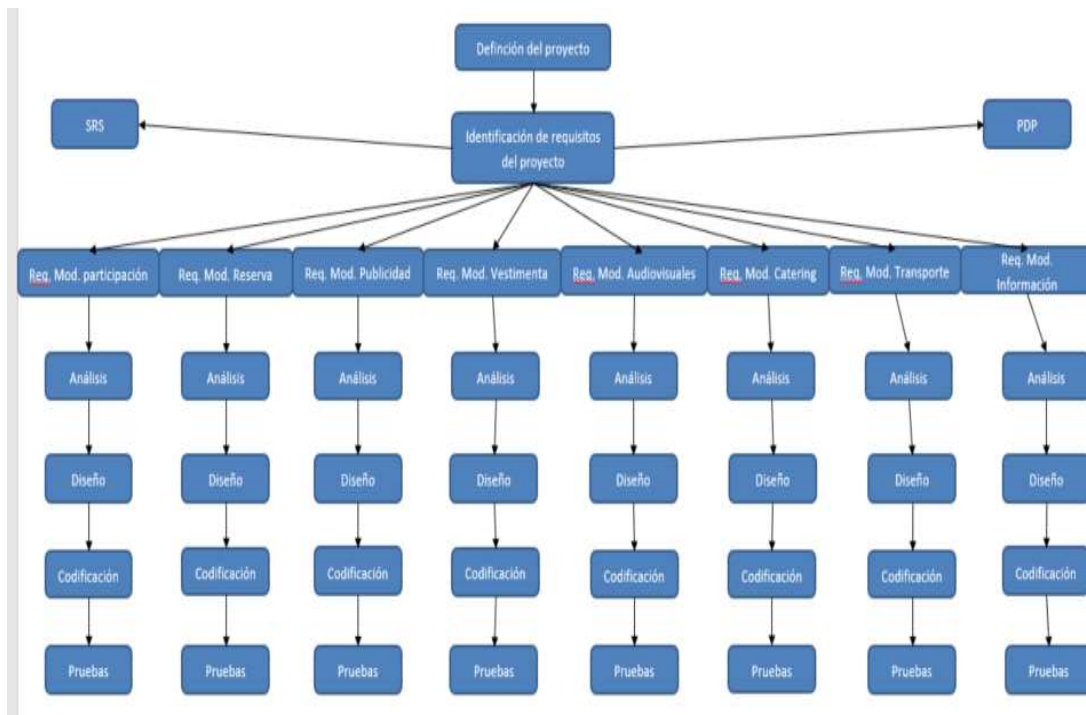 Definción del proyecto
SRS
Identificación de requisitos
del proyecto
PDP
Req. Mod. participación
Req. Mod. Reserva
Req. Mod. Publicidad
Req. Mod. Vestimenta
Req. Mod. Audiovisuales
Req. Mod. Catering
Req. Mod. Transporte
Req. Mod.
Información
Análisis
Análisis
Análisis
Análisis
Análisis
Análisis
Análisis
Análisis
Diseño
Diseño
Diseño
Diseño
Diseño
Diseño
Diseño
Diseño
Codificación
Codificación
Codificación
Codificación
Codificación
Codificación
Codificación
Codificación
Pruebas
Pruebas
Pruebas
Pruebas
Pruebas
Pruebas
Pruebas
Pruebas